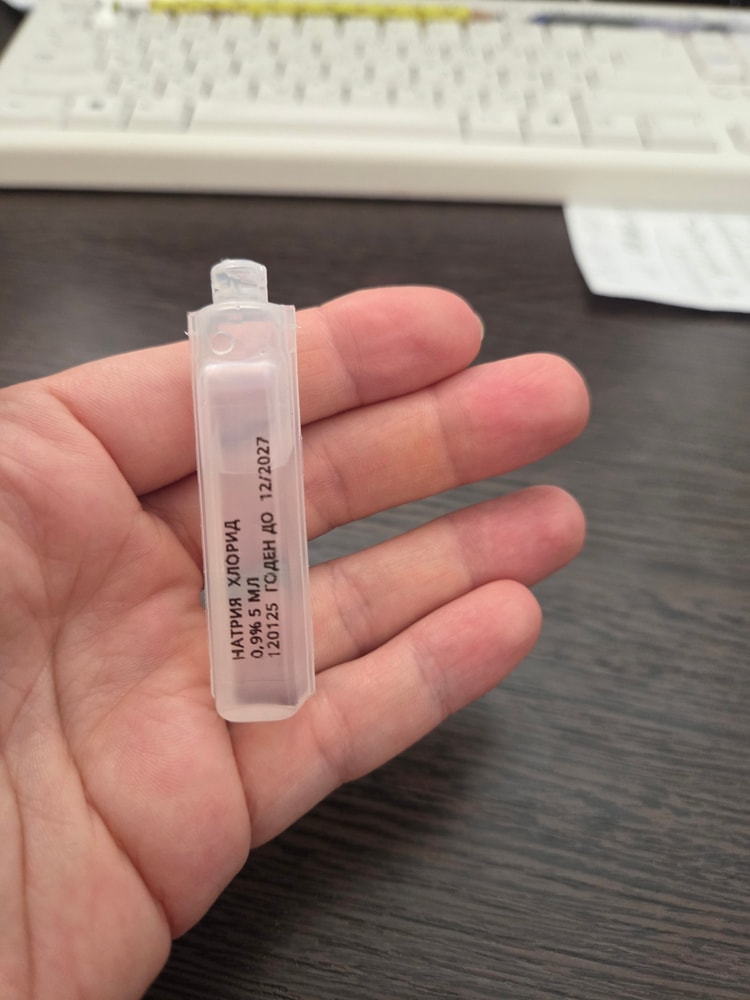 НАТРИЯ ХЛОРИД
0,9% 5 МЛ
120125 ГОДЕН ДО 12/2027